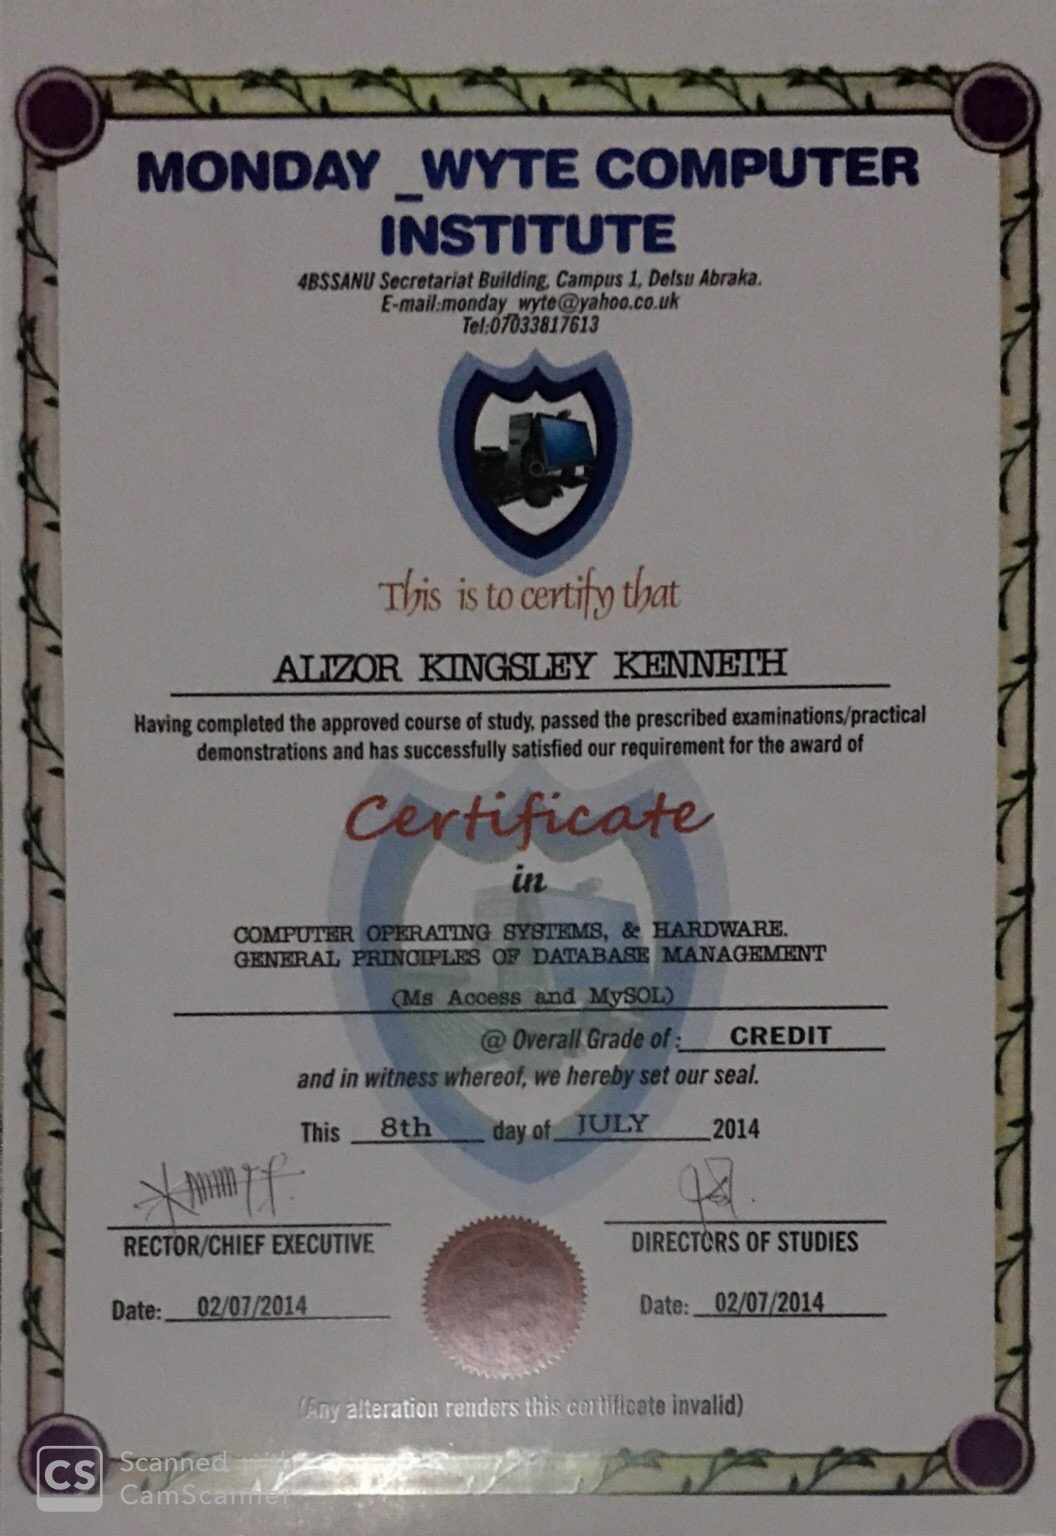 MONDAY _WYTE COMPUTER
INSTITUTE
4BSSANU Secretariat Building, Campus 1, Delsu Abraka.
E-mail:monday_wyte@yahoo.co.uk
Tel:07033817613
This is to certify that
ALIZOR KINGSLEY KENNETH
Having completed the approved course of study, passed the prescribed examinations/practical
demonstrations and has successfully satisfied our requirement for the award of
Certificate
in
COMPUTER OPERATING SYSTEMS, & HARDWARE.
GENERAL PRINCIPLES OF DATABASE MANAGEMENT
(Ms Access and MySOL)
@ Overall Grade of: CREDIT
and in witness whereof, we hereby set our seal.
This 8th day of JULY 2014
RECTOR/CHIEF EXECUTIVE
DIRECTORS OF STUDIES
Date: 02/07/2014
Date: 02/07/2014
(Any alteration renders this certificate invalid)
CS
Scanned with
CamScanner